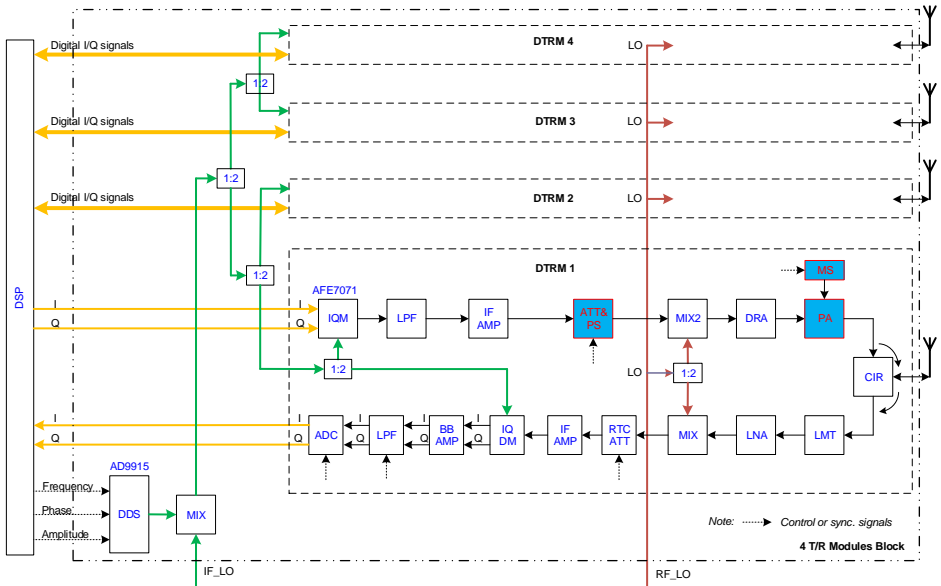 Digital I/Q signals
DTRM 4
LO
1:2
Digital I/Q signals
DTRM 3
LO
1:2
Digital I/Q signals
DTRM 2
LO
1:2
DTRM 1
DSP
AFE7071
MS
I
I
Q
Q
IQM
LPF
IF
AMP
ATT&
PS
MIX2
DRA
PA
1:2
LO
1:2
CIR
I
Q
ADC
I
Q
LPF
I
Q
BB
AMP
I
Q
IQ
DM
IF
AMP
RTC
ATT
MIX
LNA
LMT
AD9915
Frequency
Phase
Amplitude
DDS
MIX
Note:
Control or sync. signals
4 T/R Modules Block
IF_LO
RF_LO